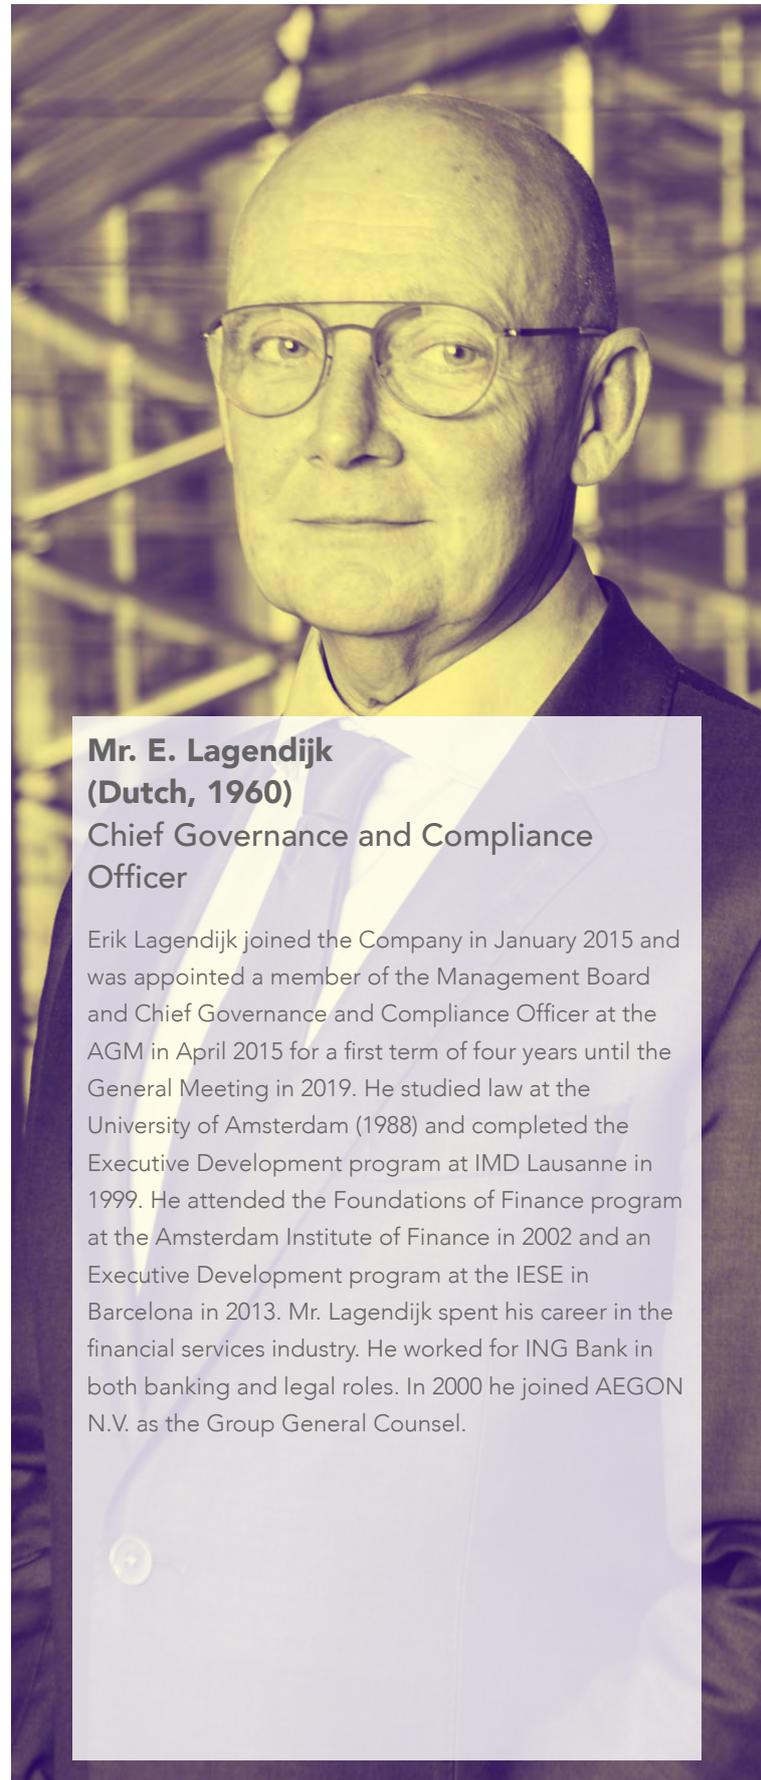 Mr. E. Lagendijk
(Dutch, 1960)
Chief Governance and Compliance
Officer
Erik Lagendijk joined the Company in January 2015 and
was appointed a member of the Management Board
and Chief Governance and Compliance Officer at the
AGM in April 2015 for a first term of four years until the
General Meeting in 2019. He studied law at the
University of Amsterdam (1988) and completed the
Executive Development program at IMD Lausanne in
1999. He attended the Foundations of Finance program
at the Amsterdam Institute of Finance in 2002 and an
Executive Development program at the IESE in
Barcelona in 2013. Mr. Lagendijk spent his career in the
financial services industry. He worked for ING Bank in
both banking and legal roles. In 2000 he joined AEGON
N.V. as the Group General Counsel.